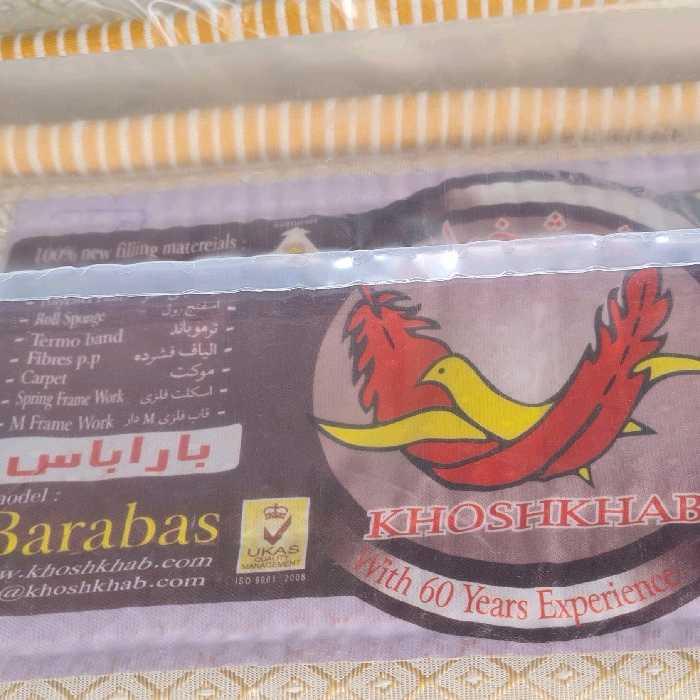 100% new filling matereials :
- Roll Sponge
اسفنج رول -
- Termo band
ترموباند -
- Fibres p.p
الیاف فشرده -
- Carpet
موکت -
- Spring Frame Work
اسکلت فلزی -
- M Frame Work
قاب فلزی M دار -
باراباس
model :
Barabas
www.khoshkhab.com
@khoshkhab.com
UKAS
QUALITY
MANAGEMENT
ISO 9001 : 2008
KHOSHKHAB
With 60 Years Experience